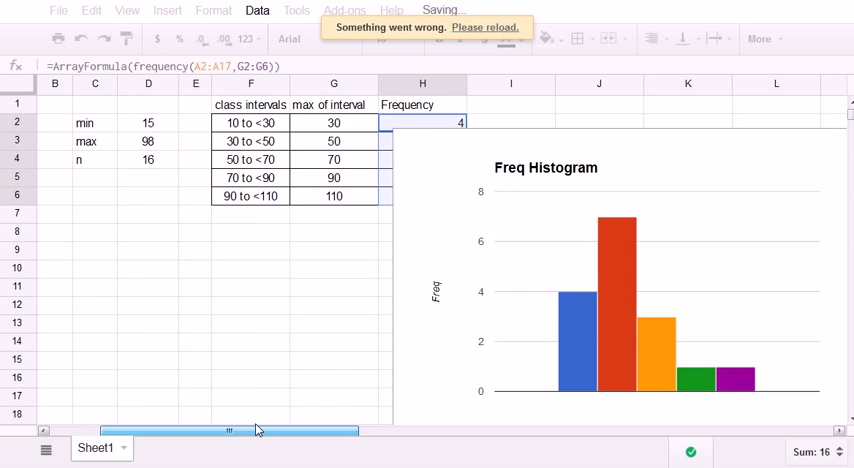 File Edit View Insert Format Data Tools Add-ons Help Saving...
Something went wrong. Please reload.
$ % .0 .00 123 Arial 10 More
fx =ArrayFormula(frequency(A2:A17,G2:G6))
B C D E F G H I J K L
1 class intervals max of interval Frequency
2 min 15 10 to <30 30 4
3 max 98 30 to <50 50
4 n 16 50 to <70 70
5 70 to <90 90
6 90 to <110 110
7
8
9
10
11
12
13
14
15
16
17
18
Freq Histogram
8
6
4
2
0
Freq
Sheet1 Sum: 16